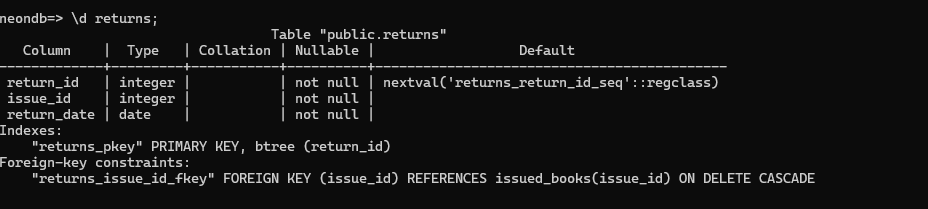 neondb=> \d returns;
                                  Table "public.returns"
   Column    |  Type   | Collation | Nullable |                  Default
-------------+---------+-----------+----------+--------------------------------------------
 return_id   | integer |           | not null | nextval('returns_return_id_seq'::regclass)
 issue_id    | integer |           | not null |
 return_date | date    |           | not null |
Indexes:
    "returns_pkey" PRIMARY KEY, btree (return_id)
Foreign-key constraints:
    "returns_issue_id_fkey" FOREIGN KEY (issue_id) REFERENCES issued_books(issue_id) ON DELETE CASCADE